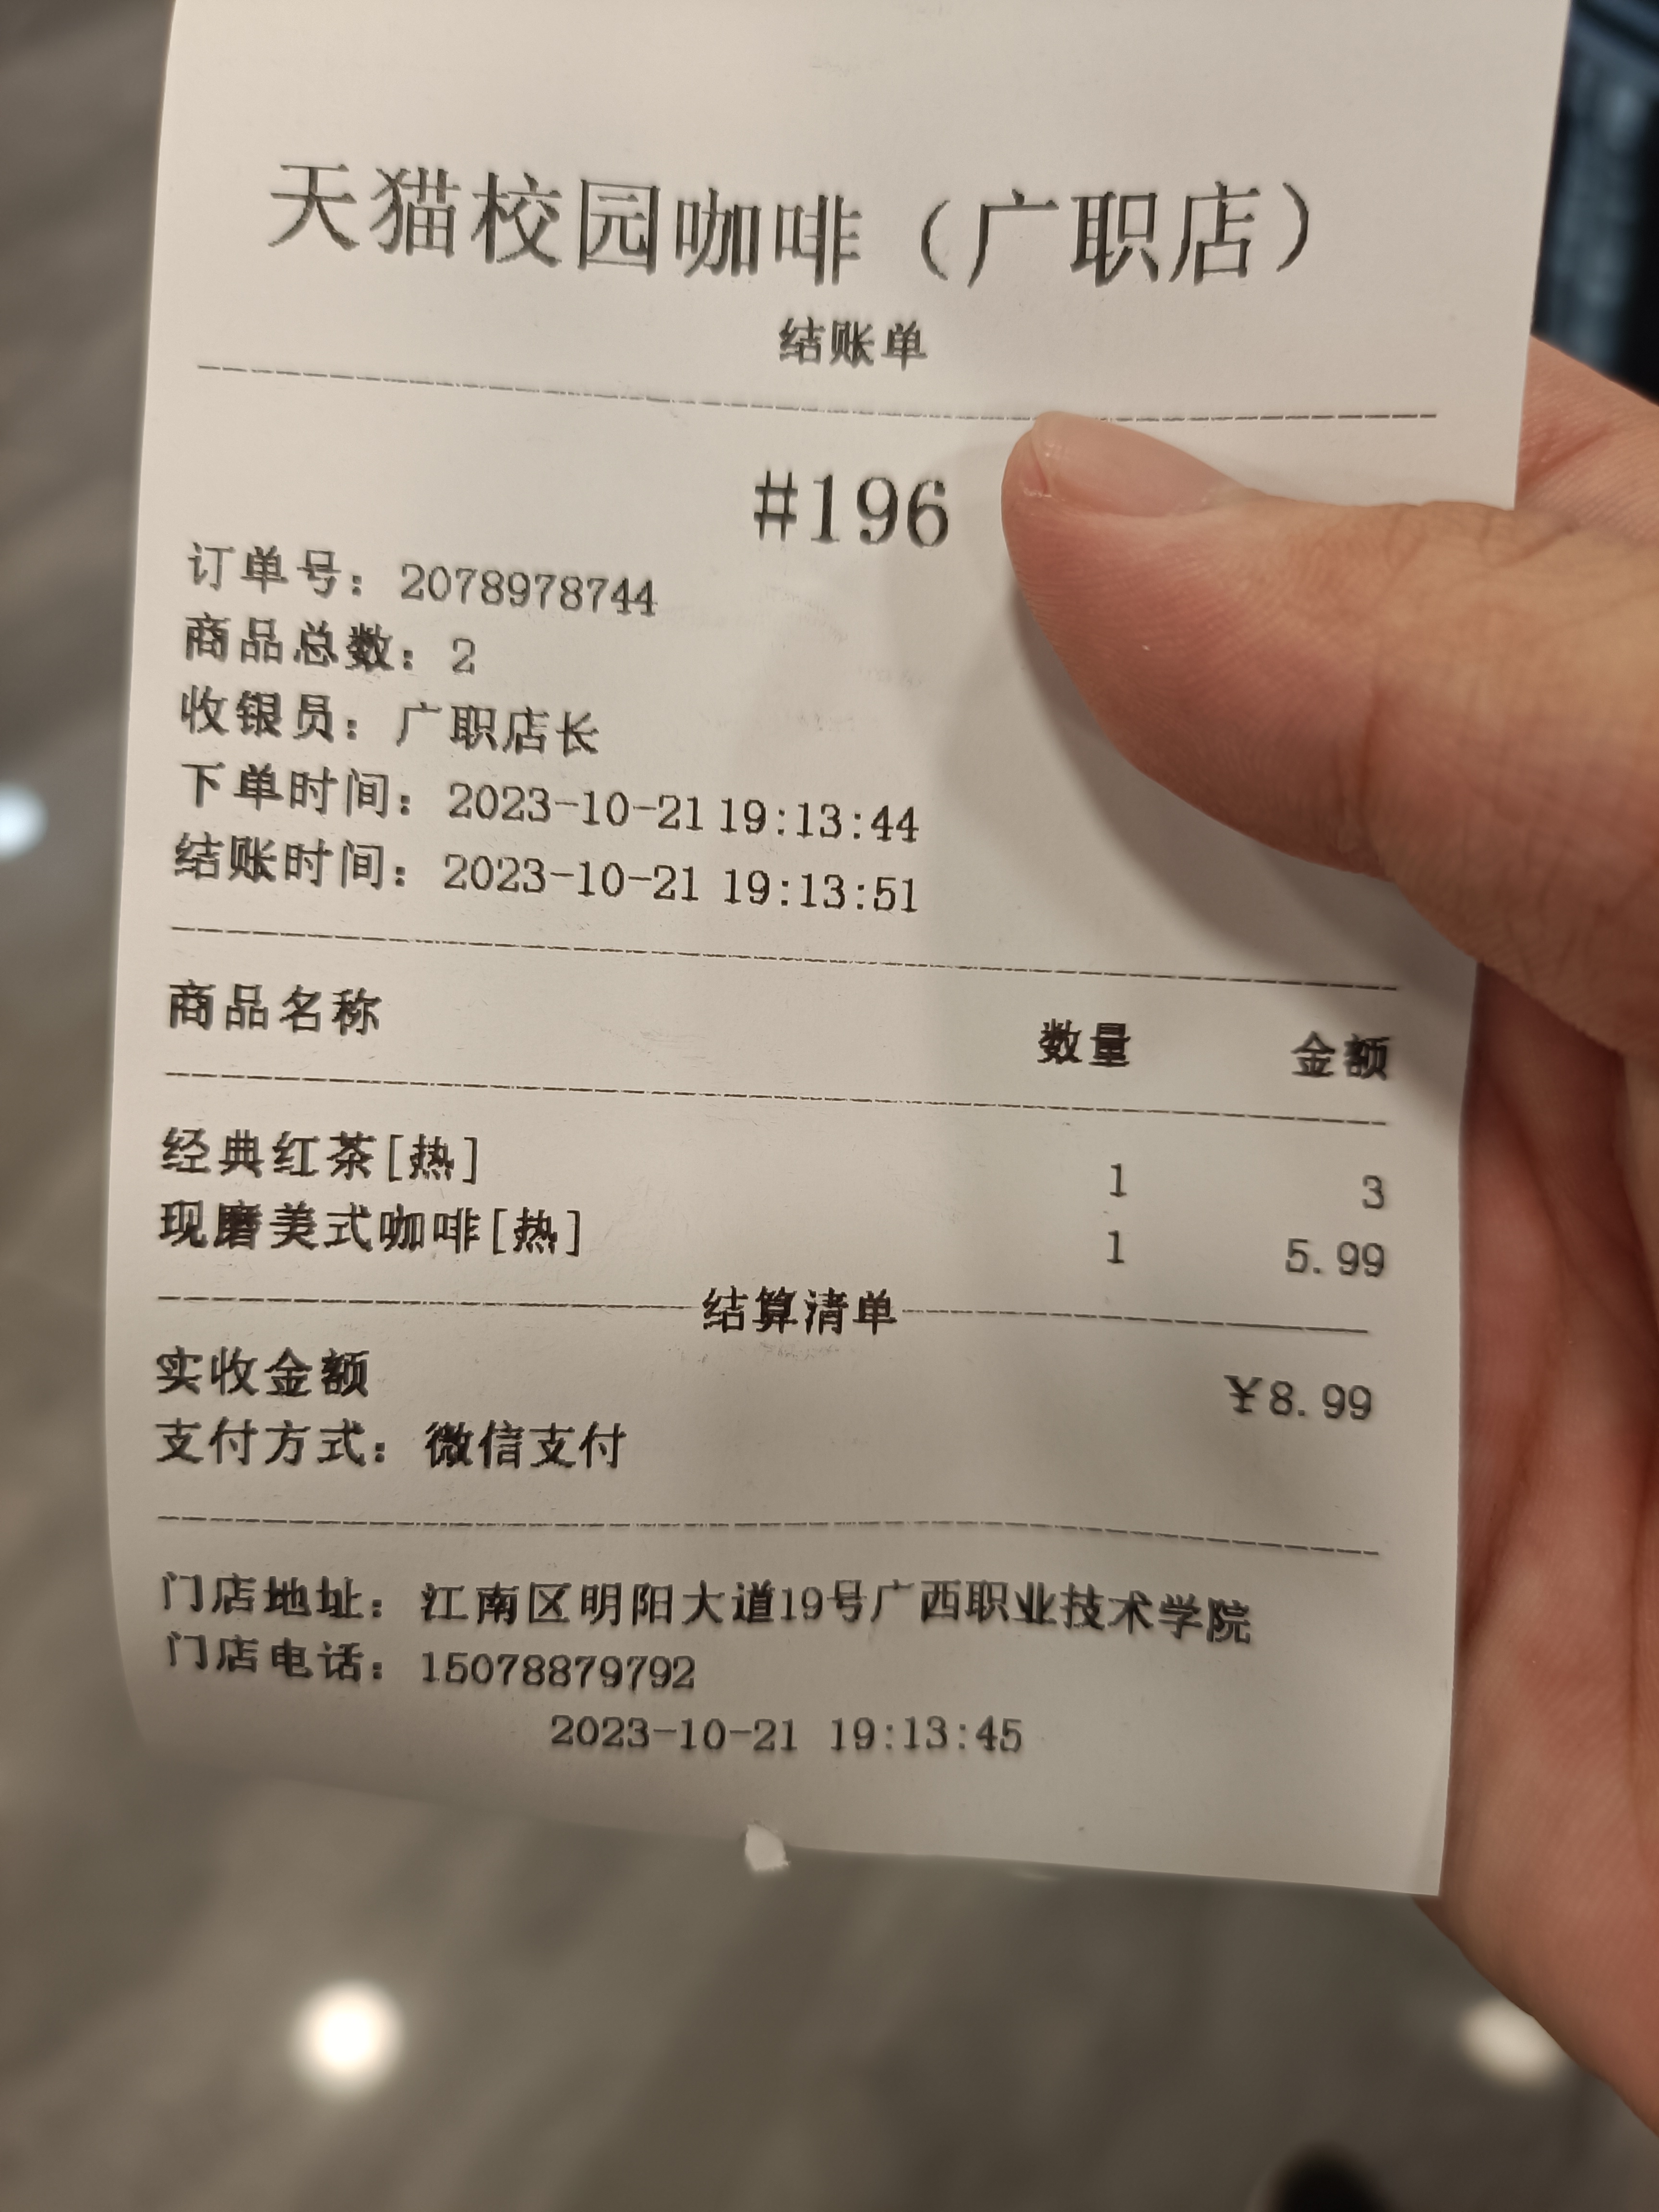 天猫校园咖啡（广职店）
结账单
#196
订单号：2078978744
商品总数：2
收银员：广职店长
下单时间：2023-10-21 19:13:44
结账时间：2023-10-21 19:13:51
商品名称 数量 金额
经典红茶[热] 1 3
现磨美式咖啡[热] 1 5.99
结算清单
实收金额 ¥8.99
支付方式：微信支付
门店地址：江南区明阳大道19号广西职业技术学院
门店电话：15078879792
2023-10-21 19:13:45